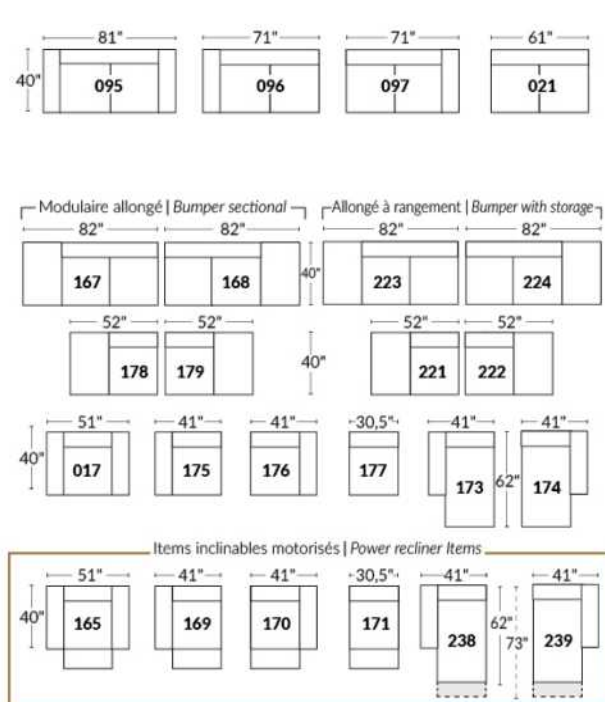 81" 71" 71" 61"
40" 095 096 097 021
Modulaire allongé | Bumper sectional Allongé à rangement | Bumper with storage
82" 82" 82" 82"
167 168 40" 223 224
52" 52" 52" 52"
178 179 40" 221 222
51" 41" 41" 30,5" 41" 41"
40" 017 175 176 177 173 62" 174
Items inclinables motorisés | Power recliner Items
51" 41" 41" 30,5" 41" 41"
40" 165 169 170 171 238 62" 73" 239